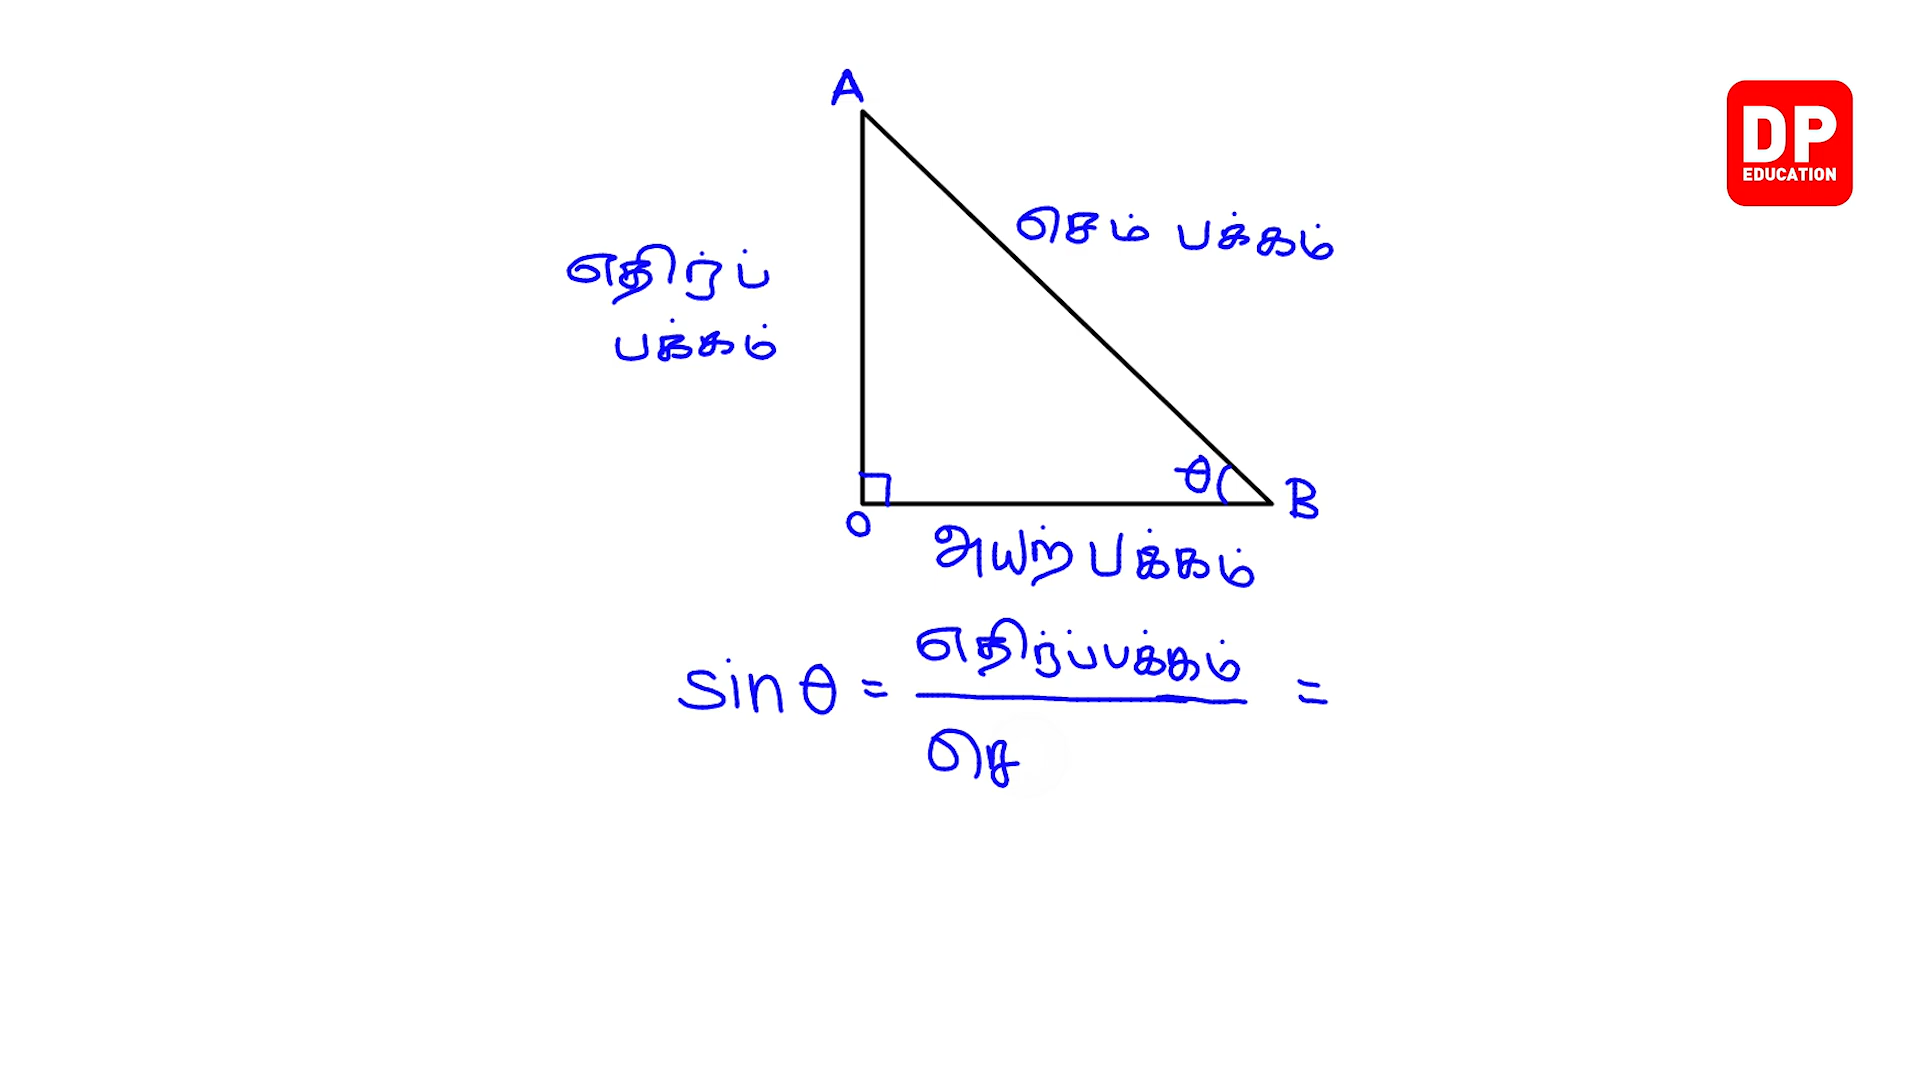 A
DP
EDUCATION
செம் பக்கம்
எதிர்ப்
பக்கம்
θ
B
O
அயற் பக்கம்
sin θ = எதிர்ப்பக்கம் =
செ